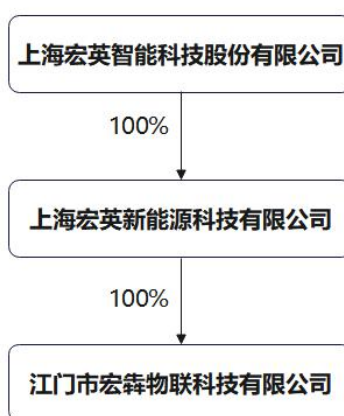 上海宏英智能科技股份有限公司
100%
上海宏英新能源科技有限公司
100%
江门市宏犇物联科技有限公司